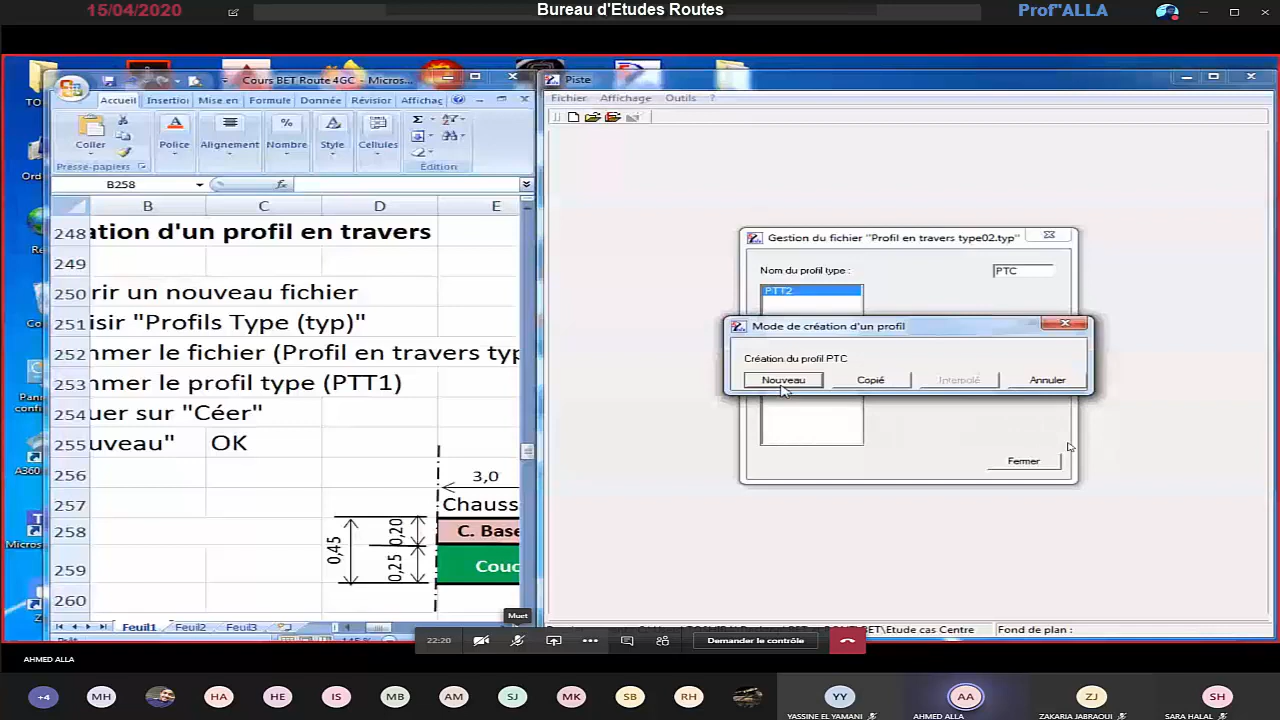 15/04/2020
Bureau d'Etudes Routes
Prof"ALLA
Cours BET Route 4GC - Micros...
Piste
Accueil
Insertion
Mise en
Formule
Donnée
Révision
Affichag
Fichier
Affichage
Outils
?
Coller
Police
Alignement
Nombre
Style
Cellules
Presse-papiers
Édition
B258
B
C
D
E
248 ation d'un profil en travers
249
250 rir un nouveau fichier
251 isir "Profils Type (typ)"
252 mmer le fichier (Profil en travers typ
253 mmer le profil type (PTT1)
254 uer sur "Céer"
255 uveau" OK
256
3,0
257
Chauss
258
0,20
C. Base
0,45
259
0,25
Couc
260
Feuil1
Feuil2
Feuil3
Gestion du fichier "Profil en travers type02.typ"
Nom du profil type :
PTC
PTT2
Mode de création d'un profil
Création du profil PTC
Nouveau
Copié
Interpolé
Annuler
Fermer
Muet
\Etude cas Centre
Fond de plan :
22:20
Demander le contrôle
AHMED ALLA
+4
MH
HA
HE
IS
MB
AM
SJ
MK
SB
RH
YY
YASSINE EL YAMANI
AA
AHMED ALLA
ZJ
ZAKARIA JABRAOUI
SH
SARA HALAL